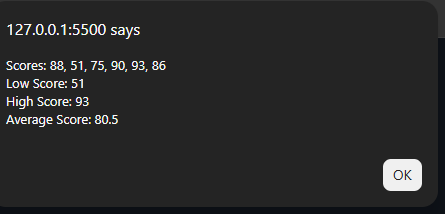 127.0.0.1:5500 says
Scores: 88, 51, 75, 90, 93, 86
Low Score: 51
High Score: 93
Average Score: 80.5
OK